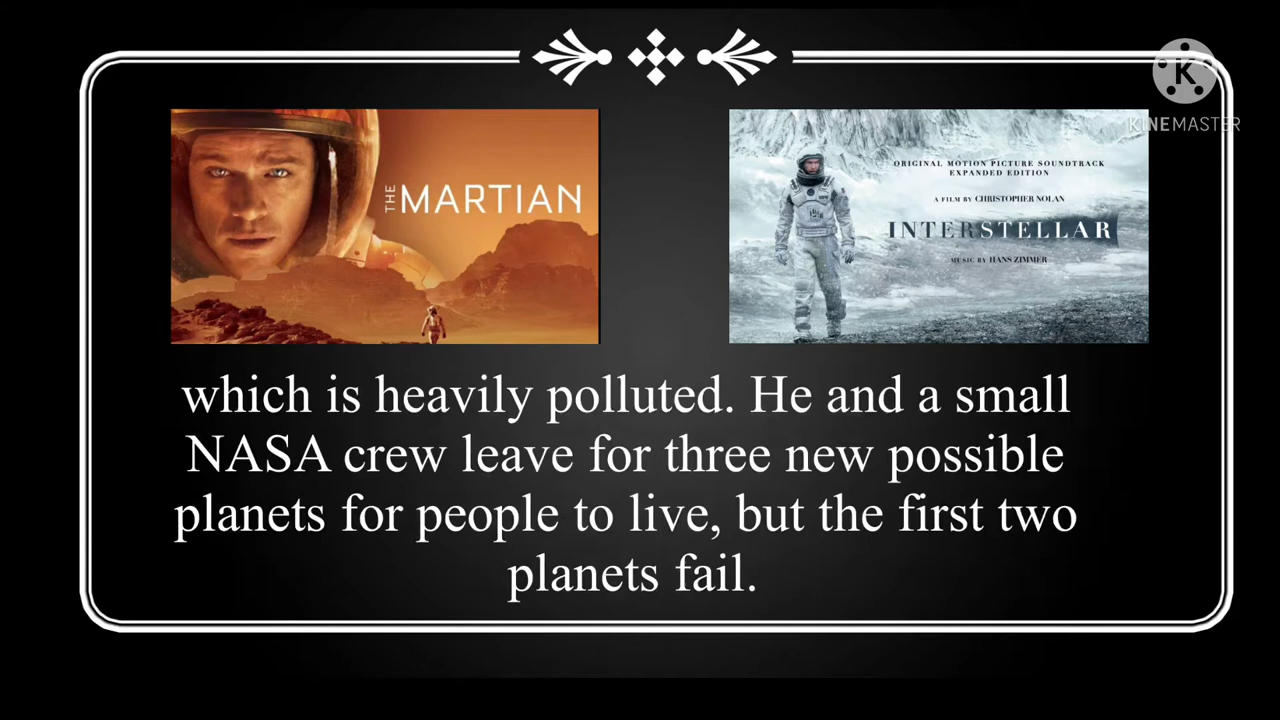 K
KINEMASTER
THE MARTIAN
ORIGINAL MOTION PICTURE SOUNDTRACK
EXPANDED EDITION
A FILM BY CHRISTOPHER NOLAN
INTERSTELLAR
MUSIC BY HANS ZIMMER
which is heavily polluted. He and a small
NASA crew leave for three new possible
planets for people to live, but the first two
planets fail.